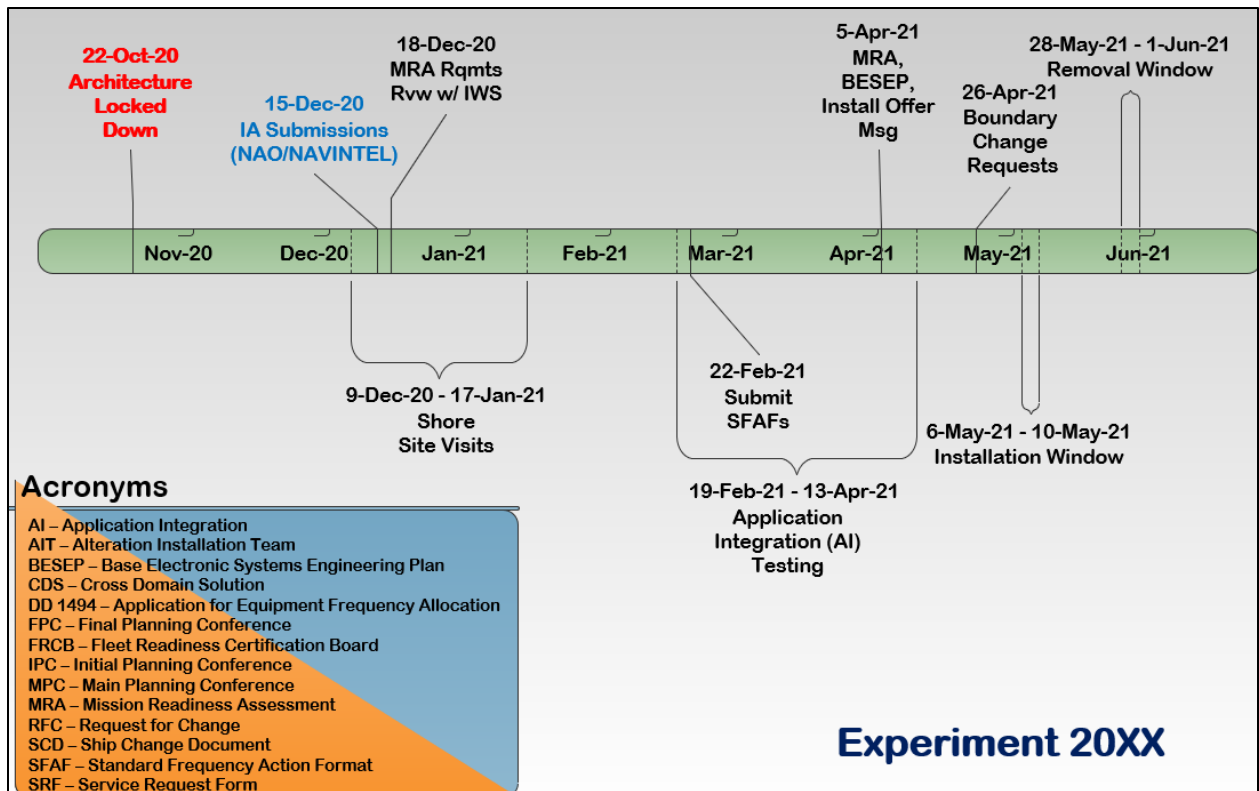 22-Oct-20
Architecture
Locked
Down
15-Dec-20
IA Submissions
(NAO/NAVINTEL)
18-Dec-20
MRA Rqmts
Rvw w/ IWS
5-Apr-21
MRA,
BESEP,
Install Offer
Msg
26-Apr-21
Boundary
Change
Requests
28-May-21 - 1-Jun-21
Removal Window
Nov-20 Dec-20 Jan-21 Feb-21 Mar-21 Apr-21 May-21 Jun-21
9-Dec-20 - 17-Jan-21
Shore
Site Visits
22-Feb-21
Submit
SFAFs
19-Feb-21 - 13-Apr-21
Application
Integration (AI)
Testing
6-May-21 - 10-May-21
Installation Window
Acronyms
AI – Application Integration
AIT – Alteration Installation Team
BESEP – Base Electronic Systems Engineering Plan
CDS – Cross Domain Solution
DD 1494 – Application for Equipment Frequency Allocation
FPC – Final Planning Conference
FRCB – Fleet Readiness Certification Board
IPC – Initial Planning Conference
MPC – Main Planning Conference
MRA – Mission Readiness Assessment
RFC – Request for Change
SCD – Ship Change Document
SFAF – Standard Frequency Action Format
SRF – Service Request Form
Experiment 20XX